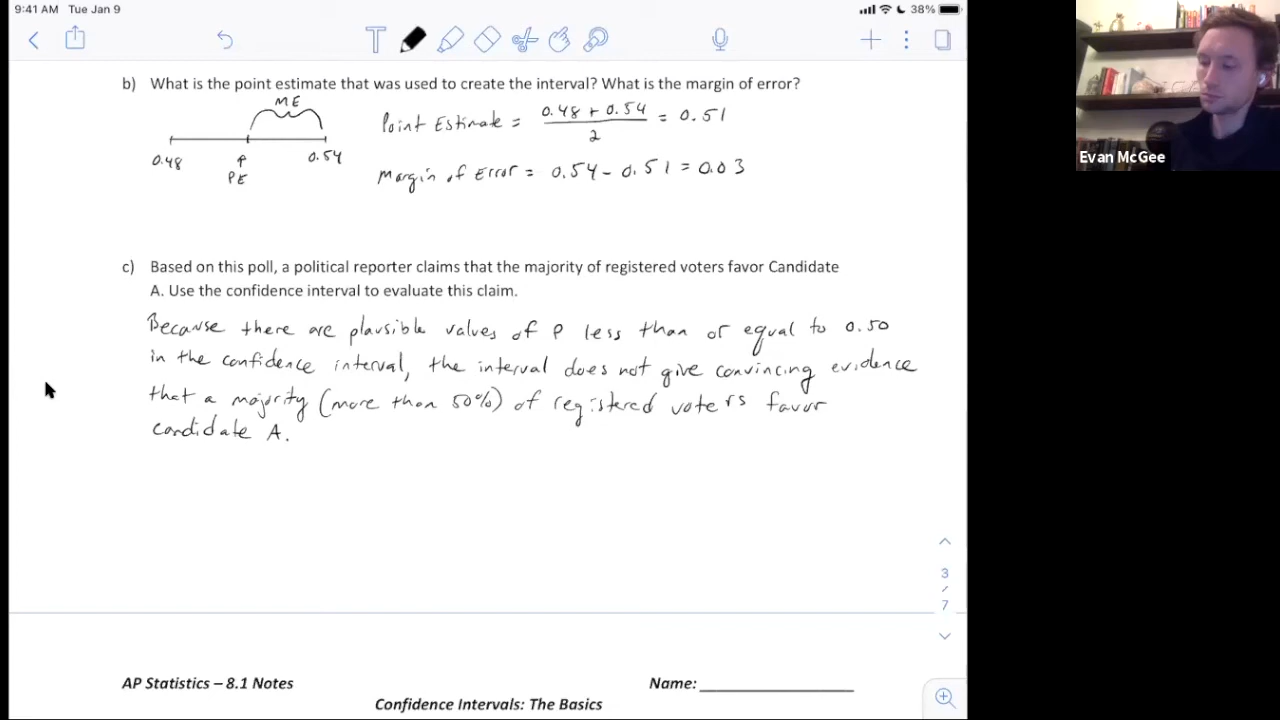 9:41 AM Tue Jan 9
38%
b) What is the point estimate that was used to create the interval? What is the margin of error?
ME
0.48
PE
0.54
Point Estimate = 0.48 + 0.54 / 2 = 0.51
Margin of Error = 0.54 - 0.51 = 0.03
c) Based on this poll, a political reporter claims that the majority of registered voters favor Candidate
A. Use the confidence interval to evaluate this claim.
Because there are plausible values of P less than or equal to 0.50
in the confidence interval, the interval does not give convincing evidence
that a majority (more than 50%) of registered voters favor
candidate A.
3
/
7
AP Statistics – 8.1 Notes
Name: ________________
Confidence Intervals: The Basics
Evan McGee